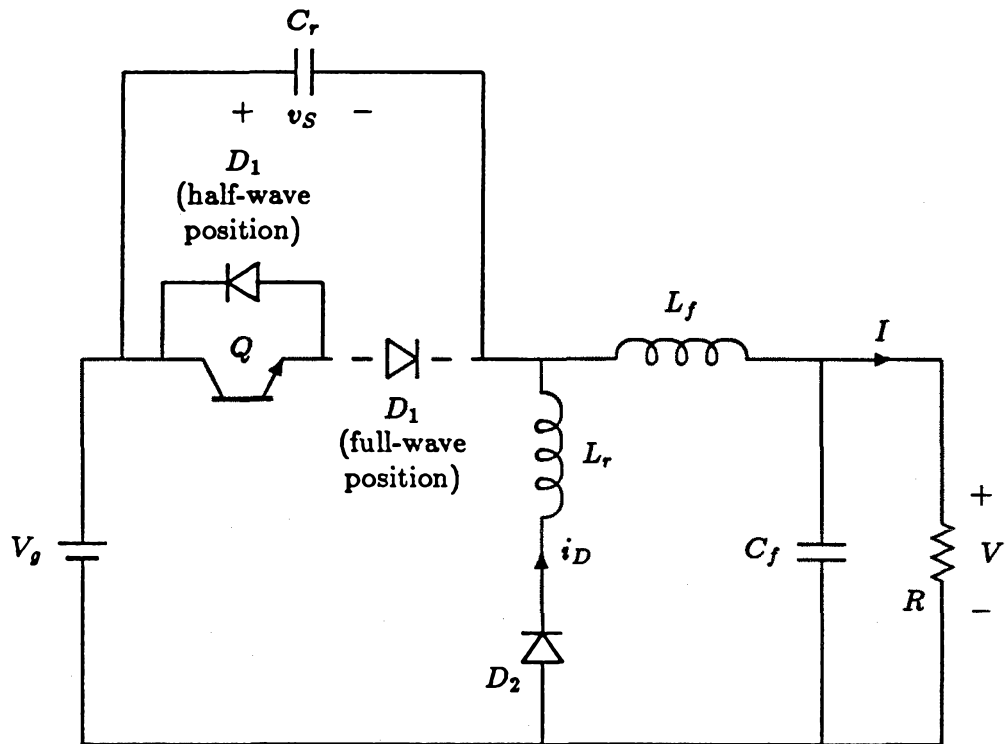 C_r
+ v_S −
D_1
(half-wave
position)
Q
L_f
I
D_1
(full-wave
position)
L_r
+
V_g
i_D
C_f
V
R
−
D_2